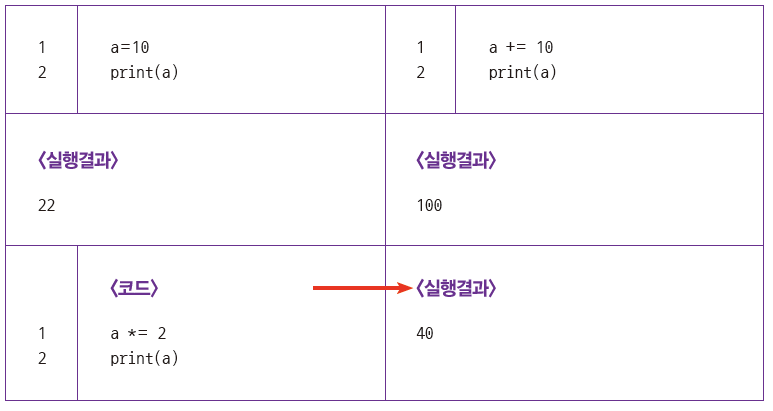 1 a=10
2 print(a)
1 a += 10
2 print(a)
<실행결과>
22
<실행결과>
100
<코드>
1 a *= 2
2 print(a)
<실행결과>
40